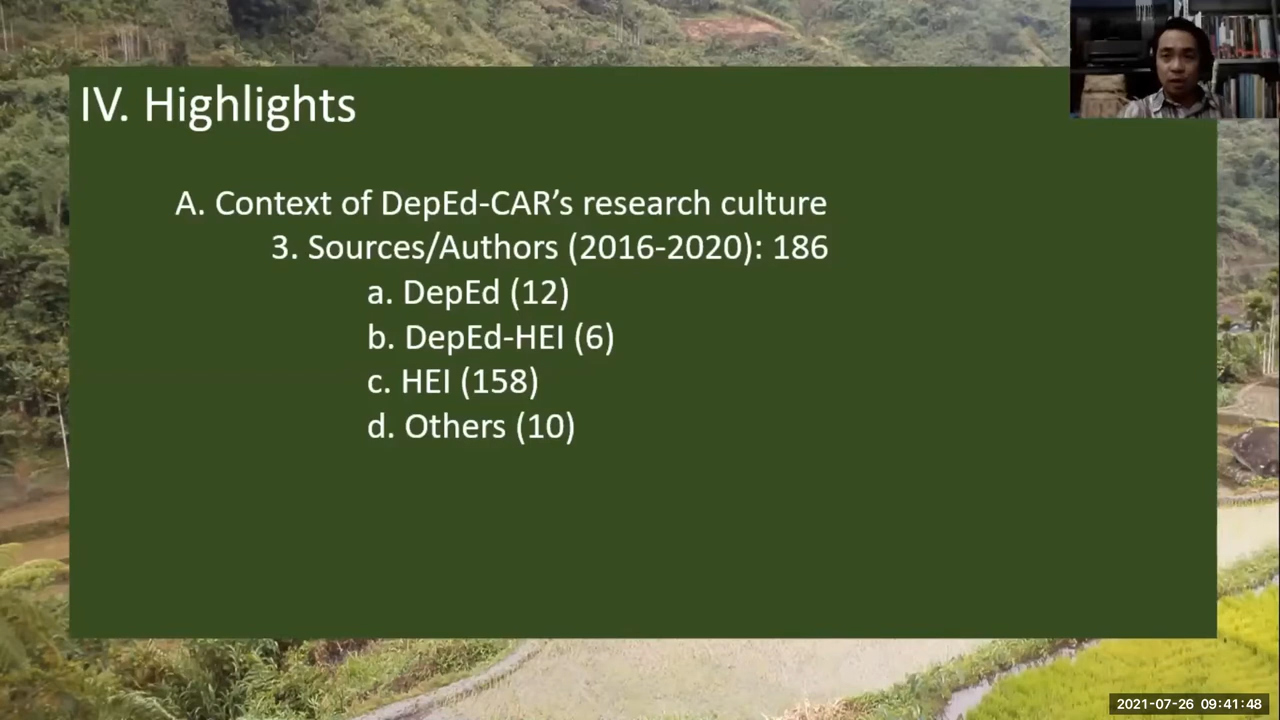 IV. Highlights
A. Context of DepEd-CAR’s research culture
3. Sources/Authors (2016-2020): 186
a. DepEd (12)
b. DepEd-HEI (6)
c. HEI (158)
d. Others (10)
2021-07-26 09:41:48